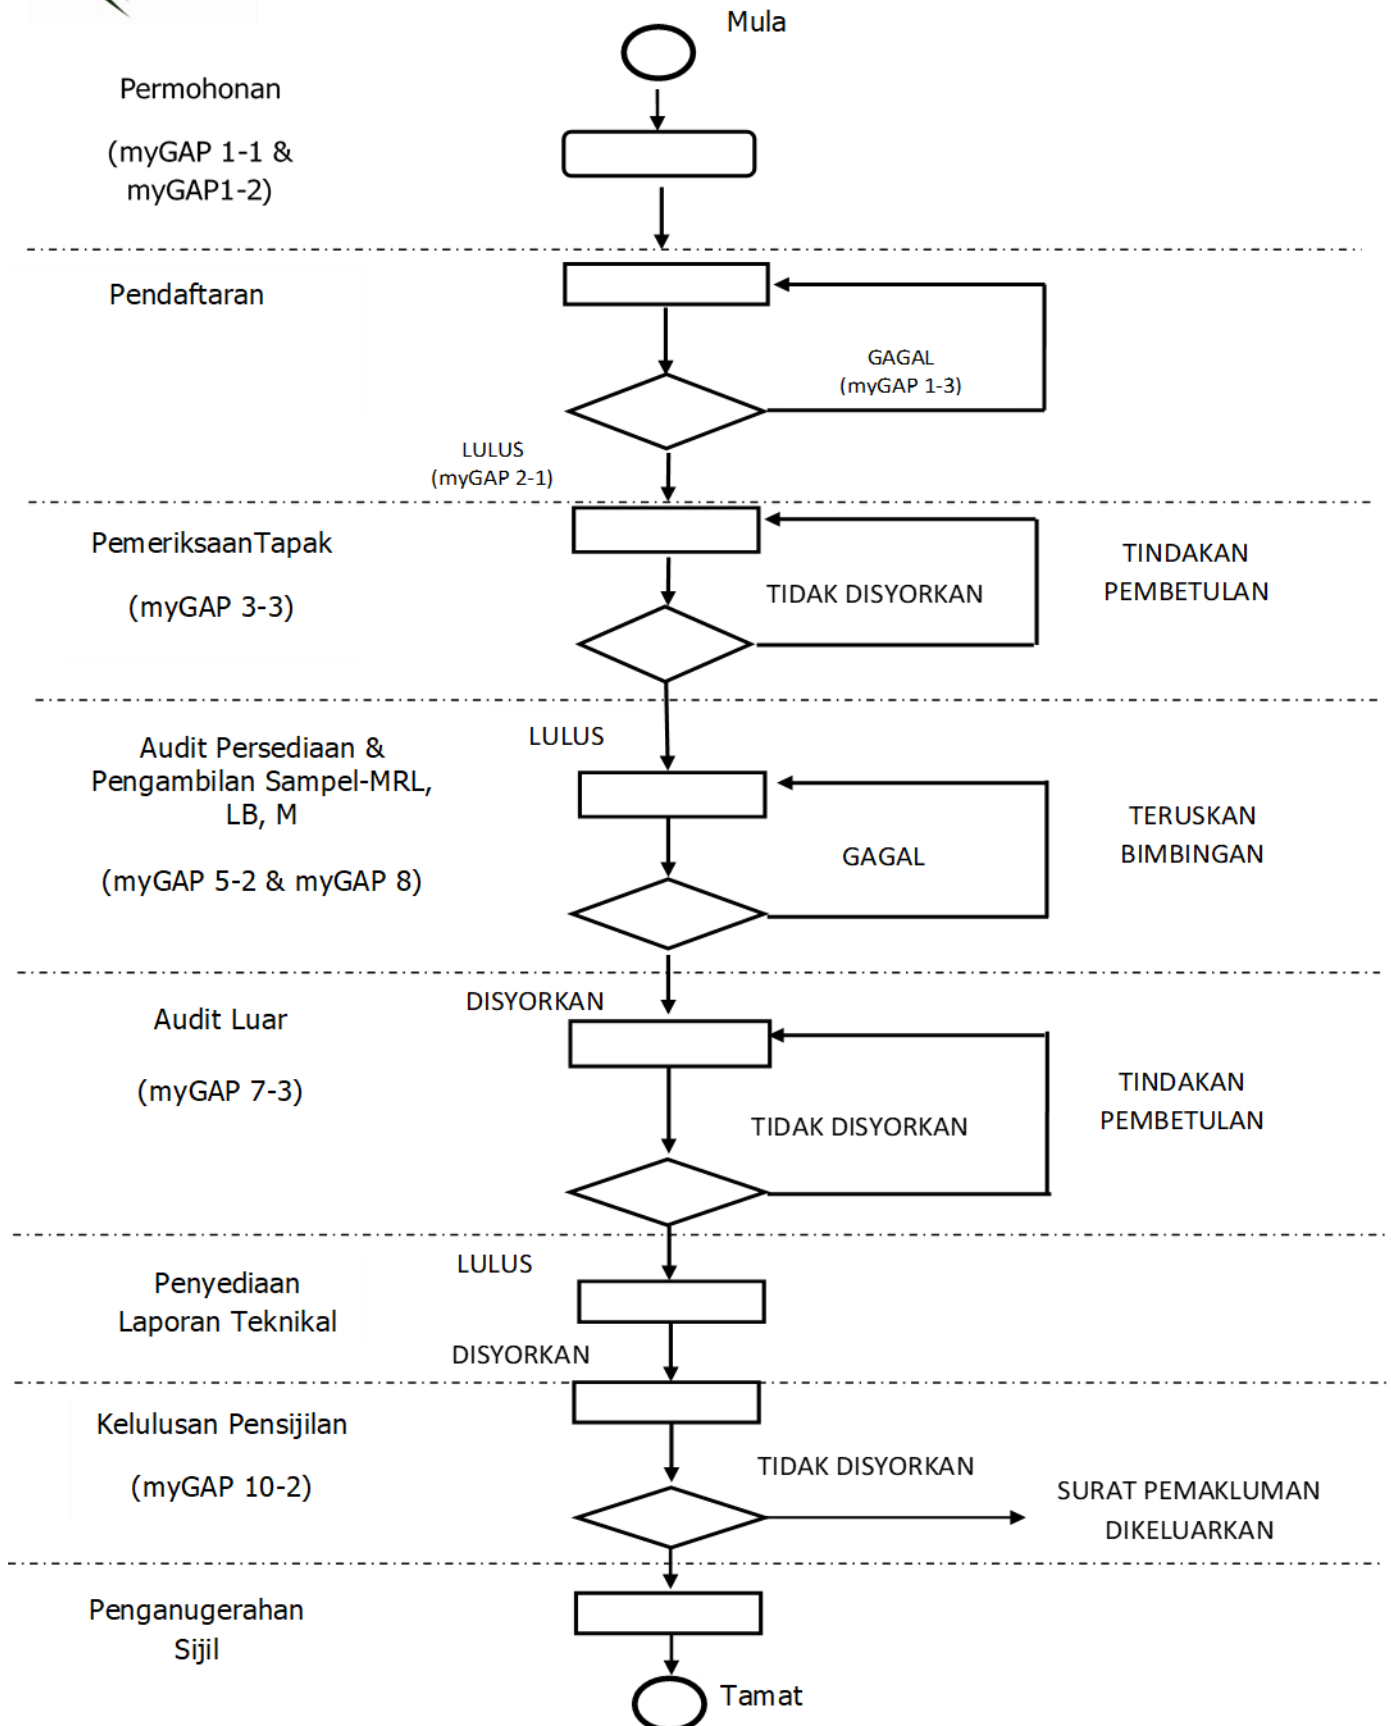 Mula
Permohonan
(myGAP 1-1 &
myGAP1-2)
Pendaftaran
GAGAL
(myGAP 1-3)
LULUS
(myGAP 2-1)
PemeriksaanTapak
(myGAP 3-3)
TIDAK DISYORKAN
TINDAKAN
PEMBETULAN
LULUS
Audit Persediaan &
Pengambilan Sampel-MRL,
LB, M
(myGAP 5-2 & myGAP 8)
GAGAL
TERUSKAN
BIMBINGAN
DISYORKAN
Audit Luar
(myGAP 7-3)
TIDAK DISYORKAN
TINDAKAN
PEMBETULAN
LULUS
Penyediaan
Laporan Teknikal
DISYORKAN
Kelulusan Pensijilan
(myGAP 10-2)
TIDAK DISYORKAN
SURAT PEMAKLUMAN
DIKELUARKAN
Penganugerahan
Sijil
Tamat